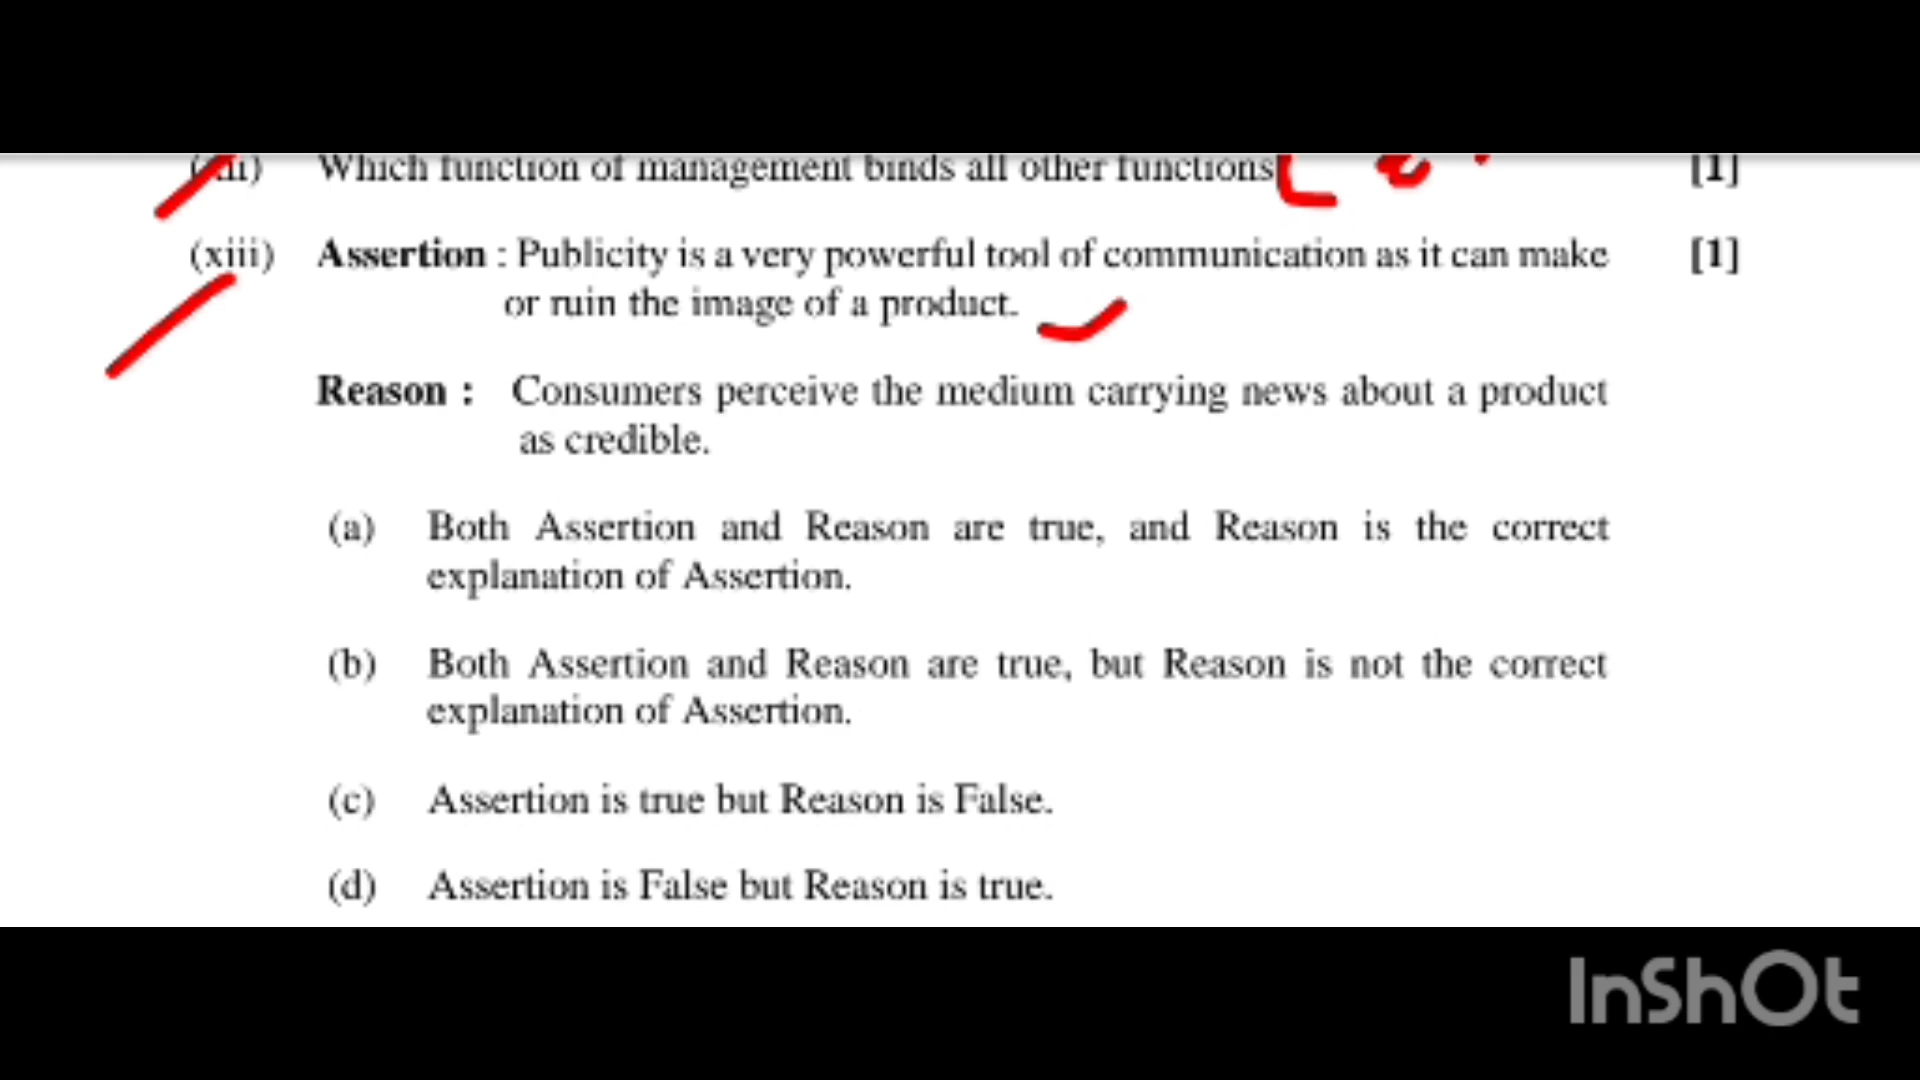 Which function of management binds all other functions [1]
(xiii) Assertion : Publicity is a very powerful tool of communication as it can make [1]
or ruin the image of a product.
Reason : Consumers perceive the medium carrying news about a product
as credible.
(a) Both Assertion and Reason are true, and Reason is the correct
explanation of Assertion.
(b) Both Assertion and Reason are true, but Reason is not the correct
explanation of Assertion.
(c) Assertion is true but Reason is False.
(d) Assertion is False but Reason is true.
InShOt